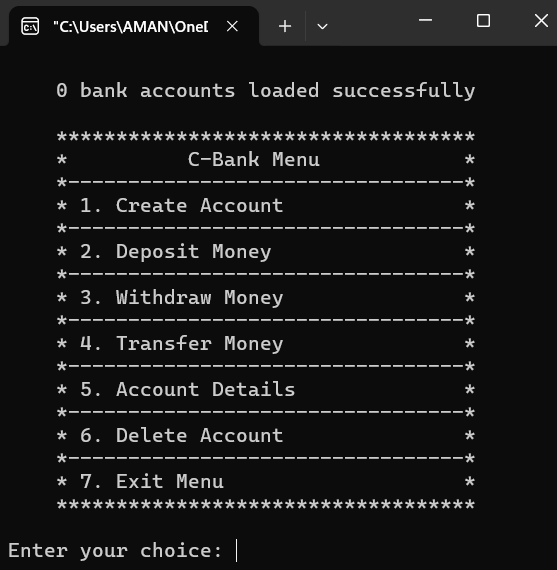 "C:\Users\AMAN\OneD
0 bank accounts loaded successfully
***********************************
*          C-Bank Menu            *
*---------------------------------*
* 1. Create Account               *
*---------------------------------*
* 2. Deposit Money                *
*---------------------------------*
* 3. Withdraw Money               *
*---------------------------------*
* 4. Transfer Money               *
*---------------------------------*
* 5. Account Details              *
*---------------------------------*
* 6. Delete Account               *
*---------------------------------*
* 7. Exit Menu                    *
***********************************
Enter your choice: